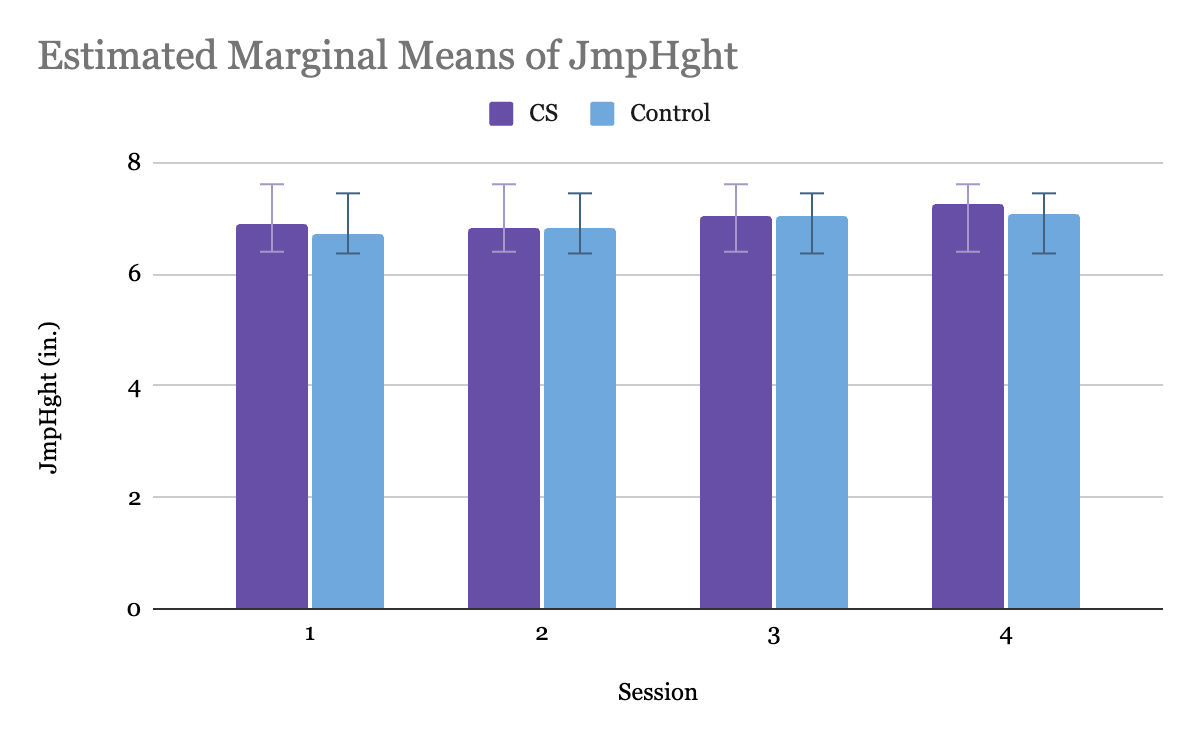 Estimated Marginal Means of JmpHght
CS
Control
8
6
4
2
0
JmpHght (in.)
1
2
3
4
Session